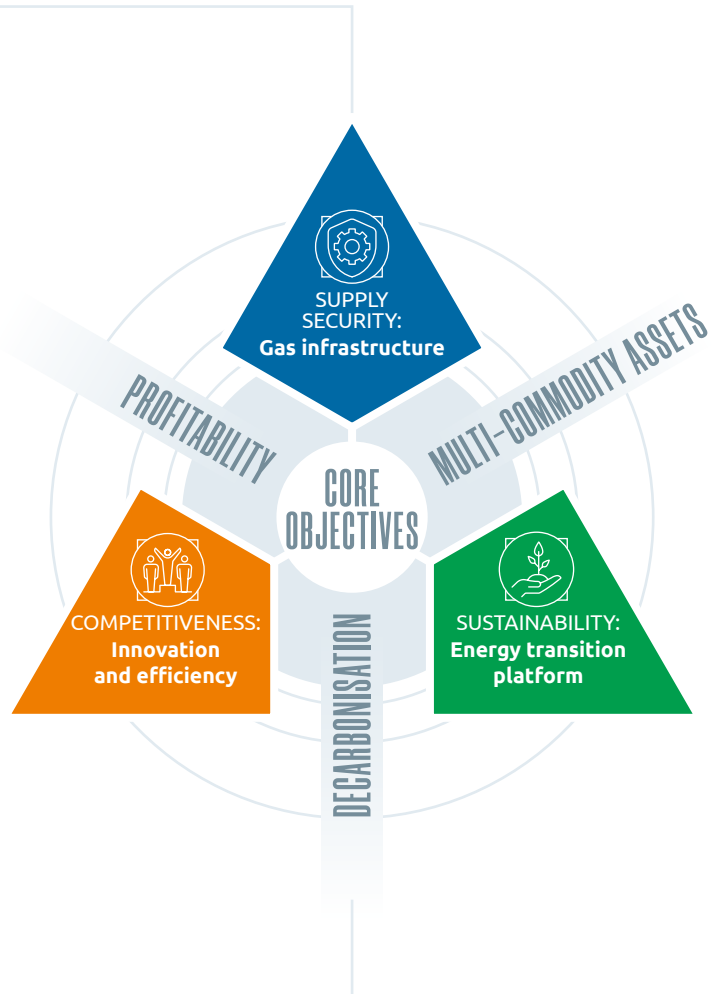 SUPPLY
SECURITY:
Gas infrastructure
PROFITABILITY
MULTI-COMMODITY ASSETS
CORE
OBJECTIVES
COMPETITIVENESS:
Innovation
and efficiency
SUSTAINABILITY:
Energy transition
platform
DECARBONISATION